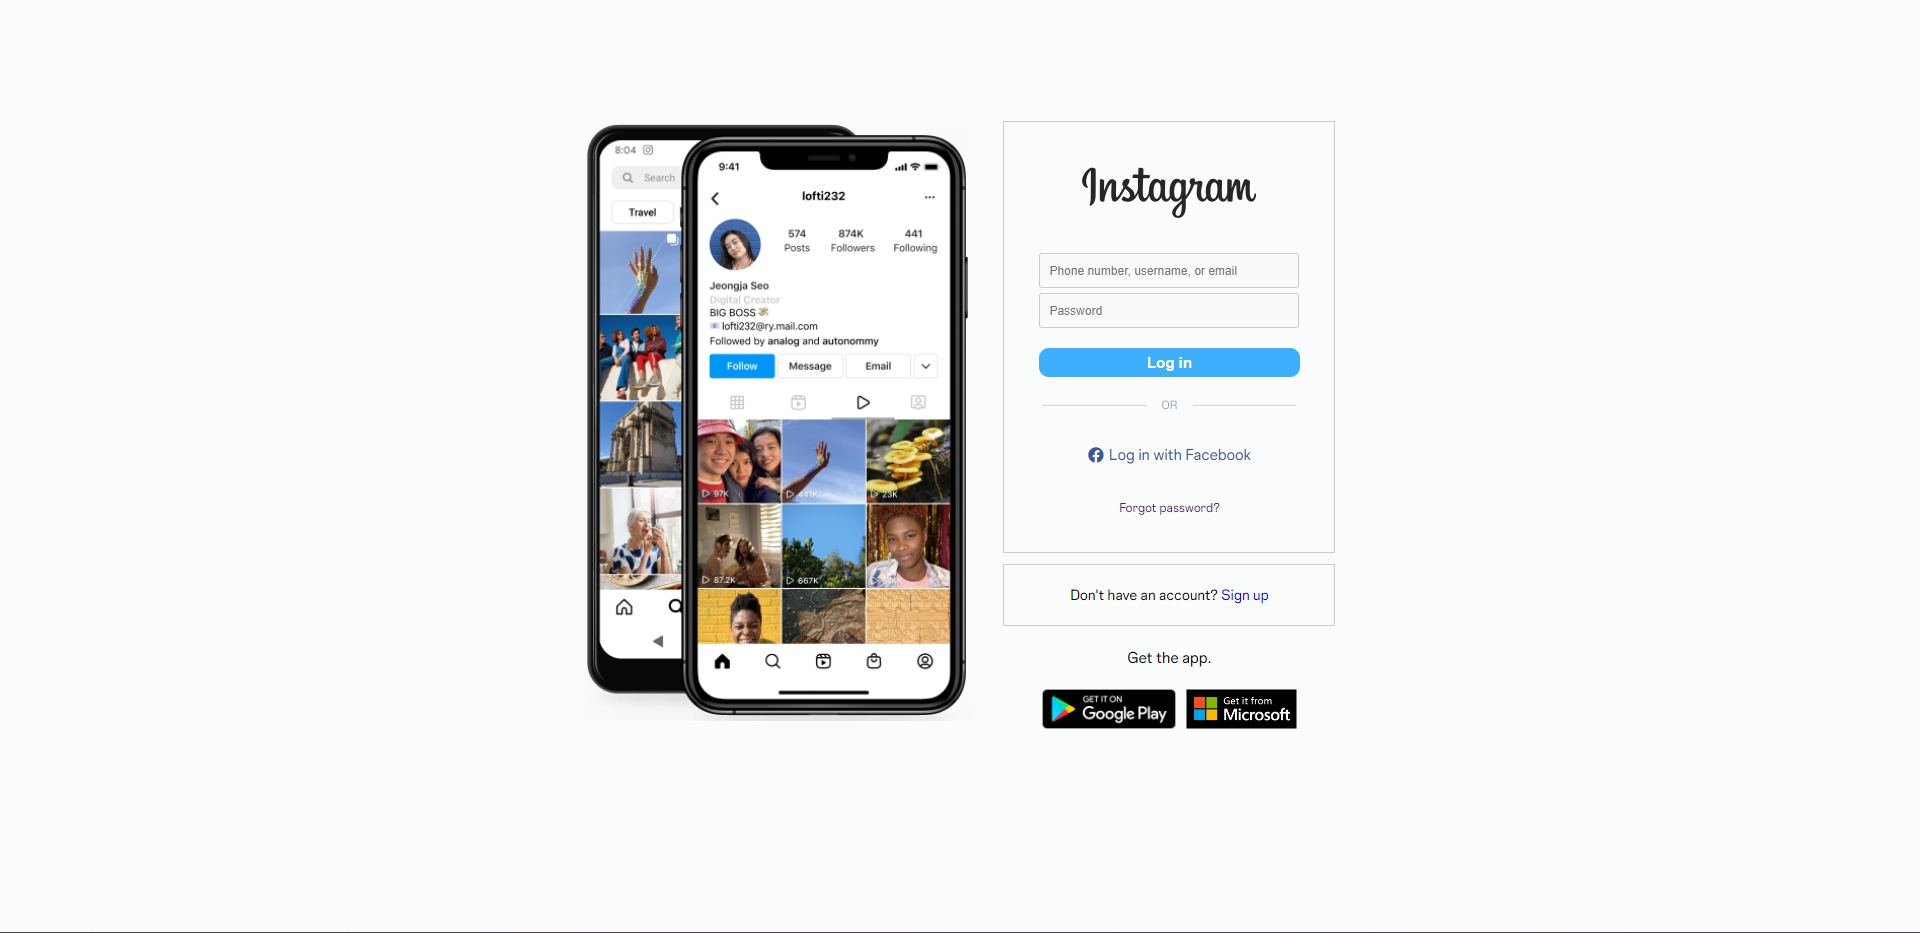 8:04
Search
Travel
9:41
lofti232
574 874K 441
Posts Followers Following
Jeongja Seo
Digital Creator
BIG BOSS
lofti232@ry.mail.com
Followed by analog and autonommy
Follow Message Email
97K 441K 23K
87.2K 667K
Instagram
Phone number, username, or email
Password
Log in
OR
Log in with Facebook
Forgot password?
Don't have an account? Sign up
Get the app.
GET IT ON
Google Play
Get it from
Microsoft